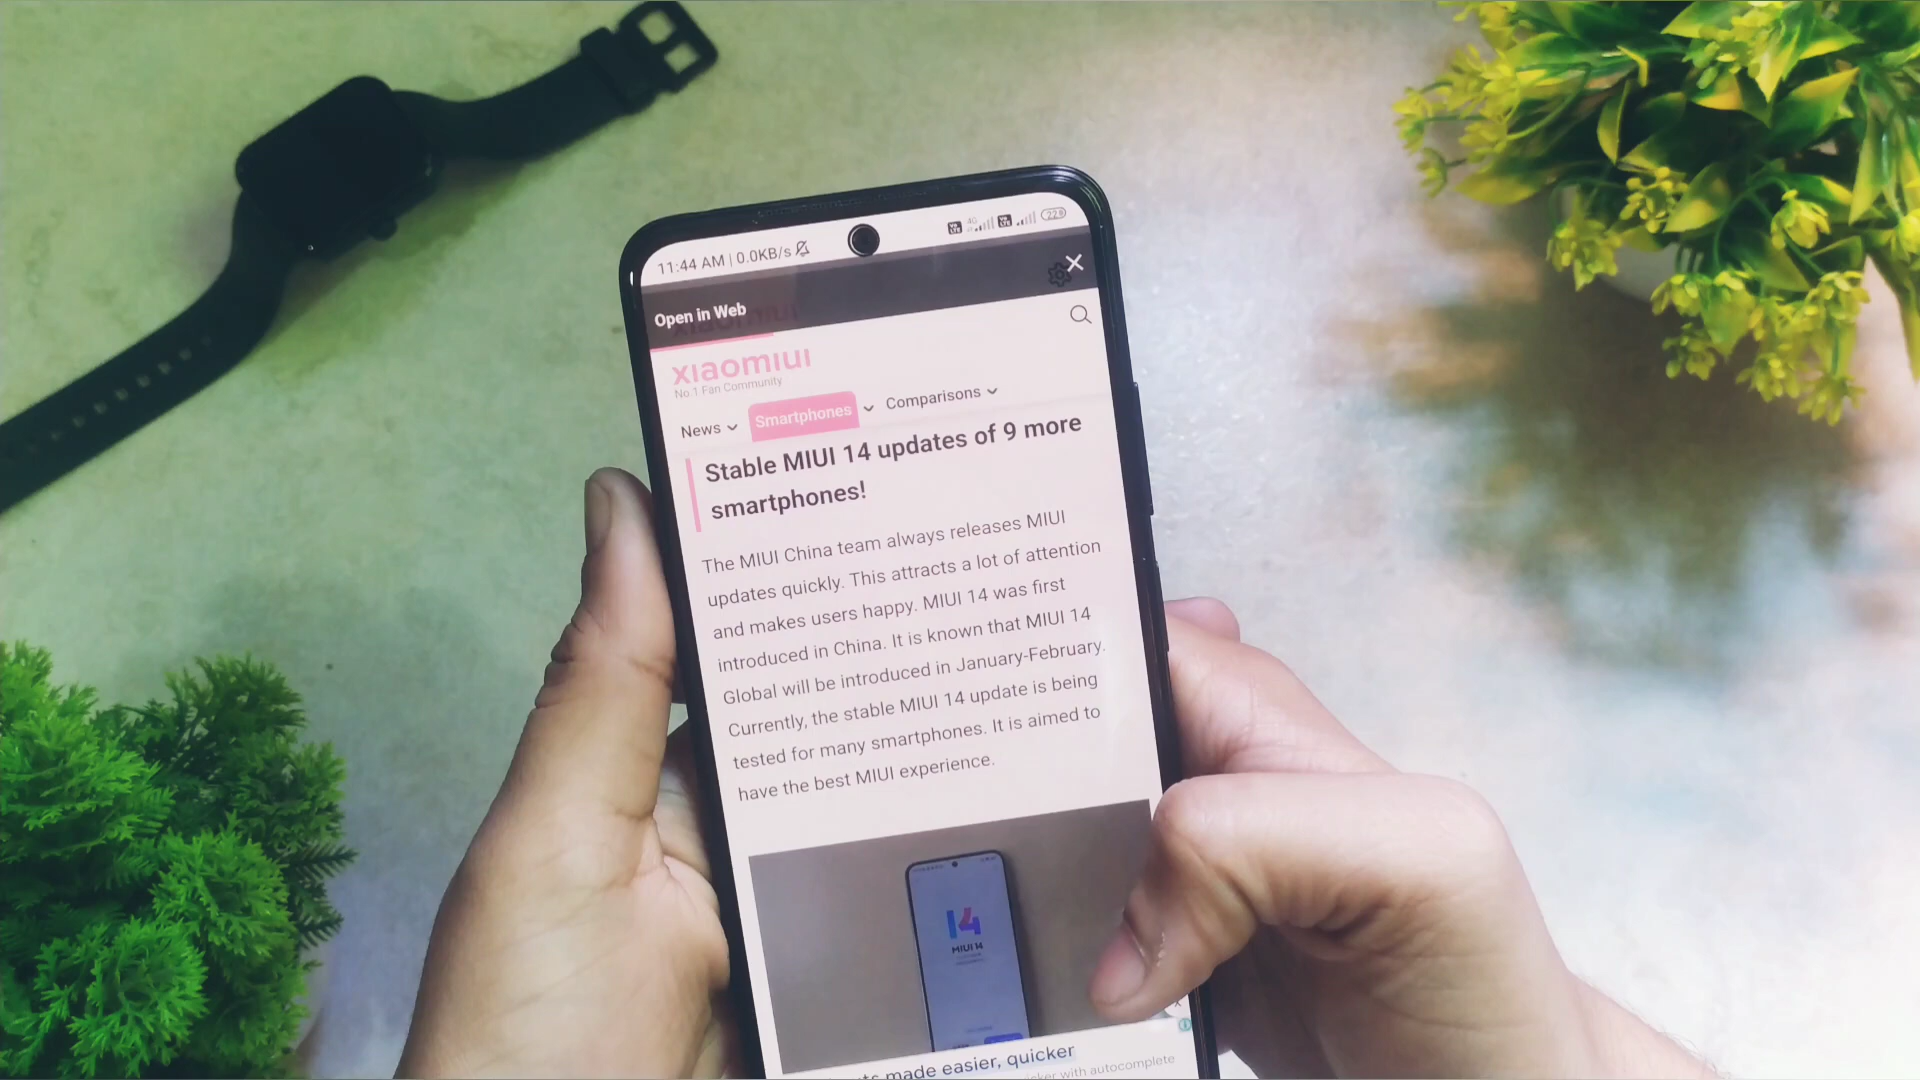 11:44 AM | 0.0KB/s
4G
Open in Web
xiaomiui
No 1 Fan Community
News
Smartphones
Comparisons
Stable MIUI 14 updates of 9 more
smartphones!
The MIUI China team always releases MIUI
updates quickly. This attracts a lot of attention
and makes users happy. MIUI 14 was first
introduced in China. It is known that MIUI 14
Global will be introduced in January-February.
Currently, the stable MIUI 14 update is being
tested for many smartphones. It is aimed to
have the best MIUI experience.
14
MIUI 14
made easier, quicker
with autocomplete